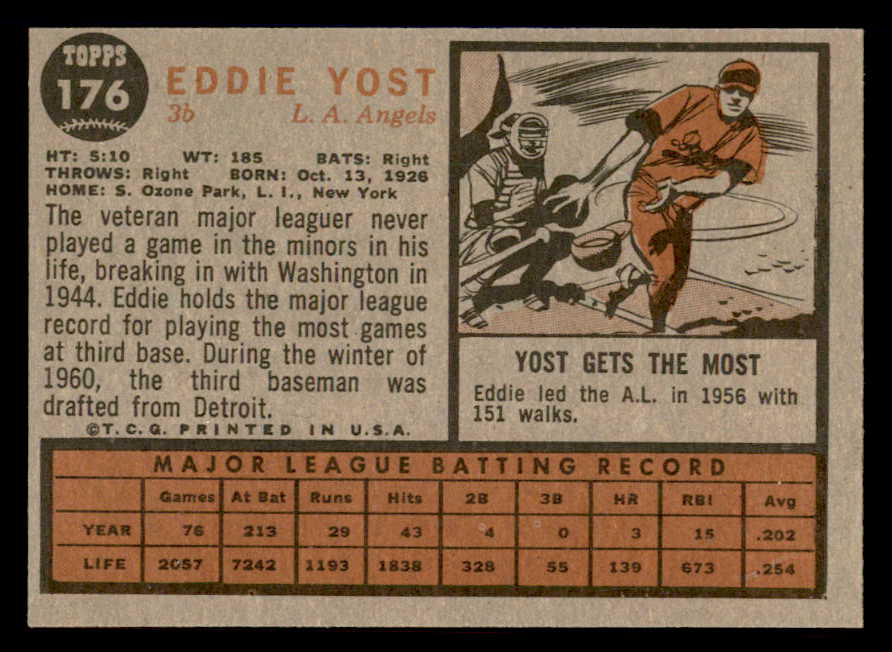 TOPPS
176
EDDIE YOST
3b L. A. Angels
HT: 5:10 WT: 185 BATS: Right
THROWS: Right BORN: Oct. 13, 1926
HOME: S. Ozone Park, L. I., New York
The veteran major leaguer never
played a game in the minors in his
life, breaking in with Washington in
1944. Eddie holds the major league
record for playing the most games
at third base. During the winter of
1960, the third baseman was
drafted from Detroit.
©T.C.G. PRINTED IN U.S.A.
YOST GETS THE MOST
Eddie led the A.L. in 1956 with
151 walks.
MAJOR LEAGUE BATTING RECORD
Games At Bat Runs Hits 2B 3B HR RBI Avg
YEAR 76 213 29 43 4 0 3 15 .202
LIFE 2057 7242 1193 1838 328 55 139 673 .254